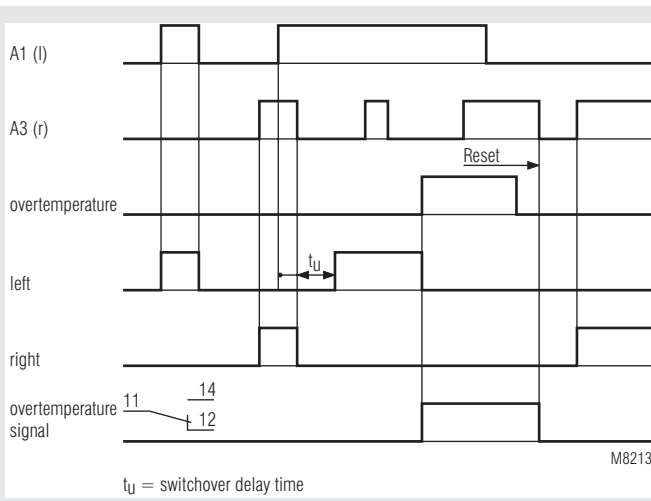 A1 (l)
A3 (r)
Reset
overtemperature
tu
left
right
14
11
overtemperature
12
signal
M8213
tu = switchover delay time